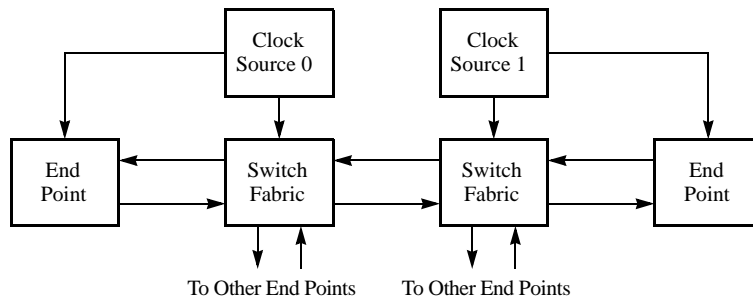 Clock
Source 0
Clock
Source 1
End
Point
Switch
Fabric
Switch
Fabric
End
Point
To Other End Points
To Other End Points